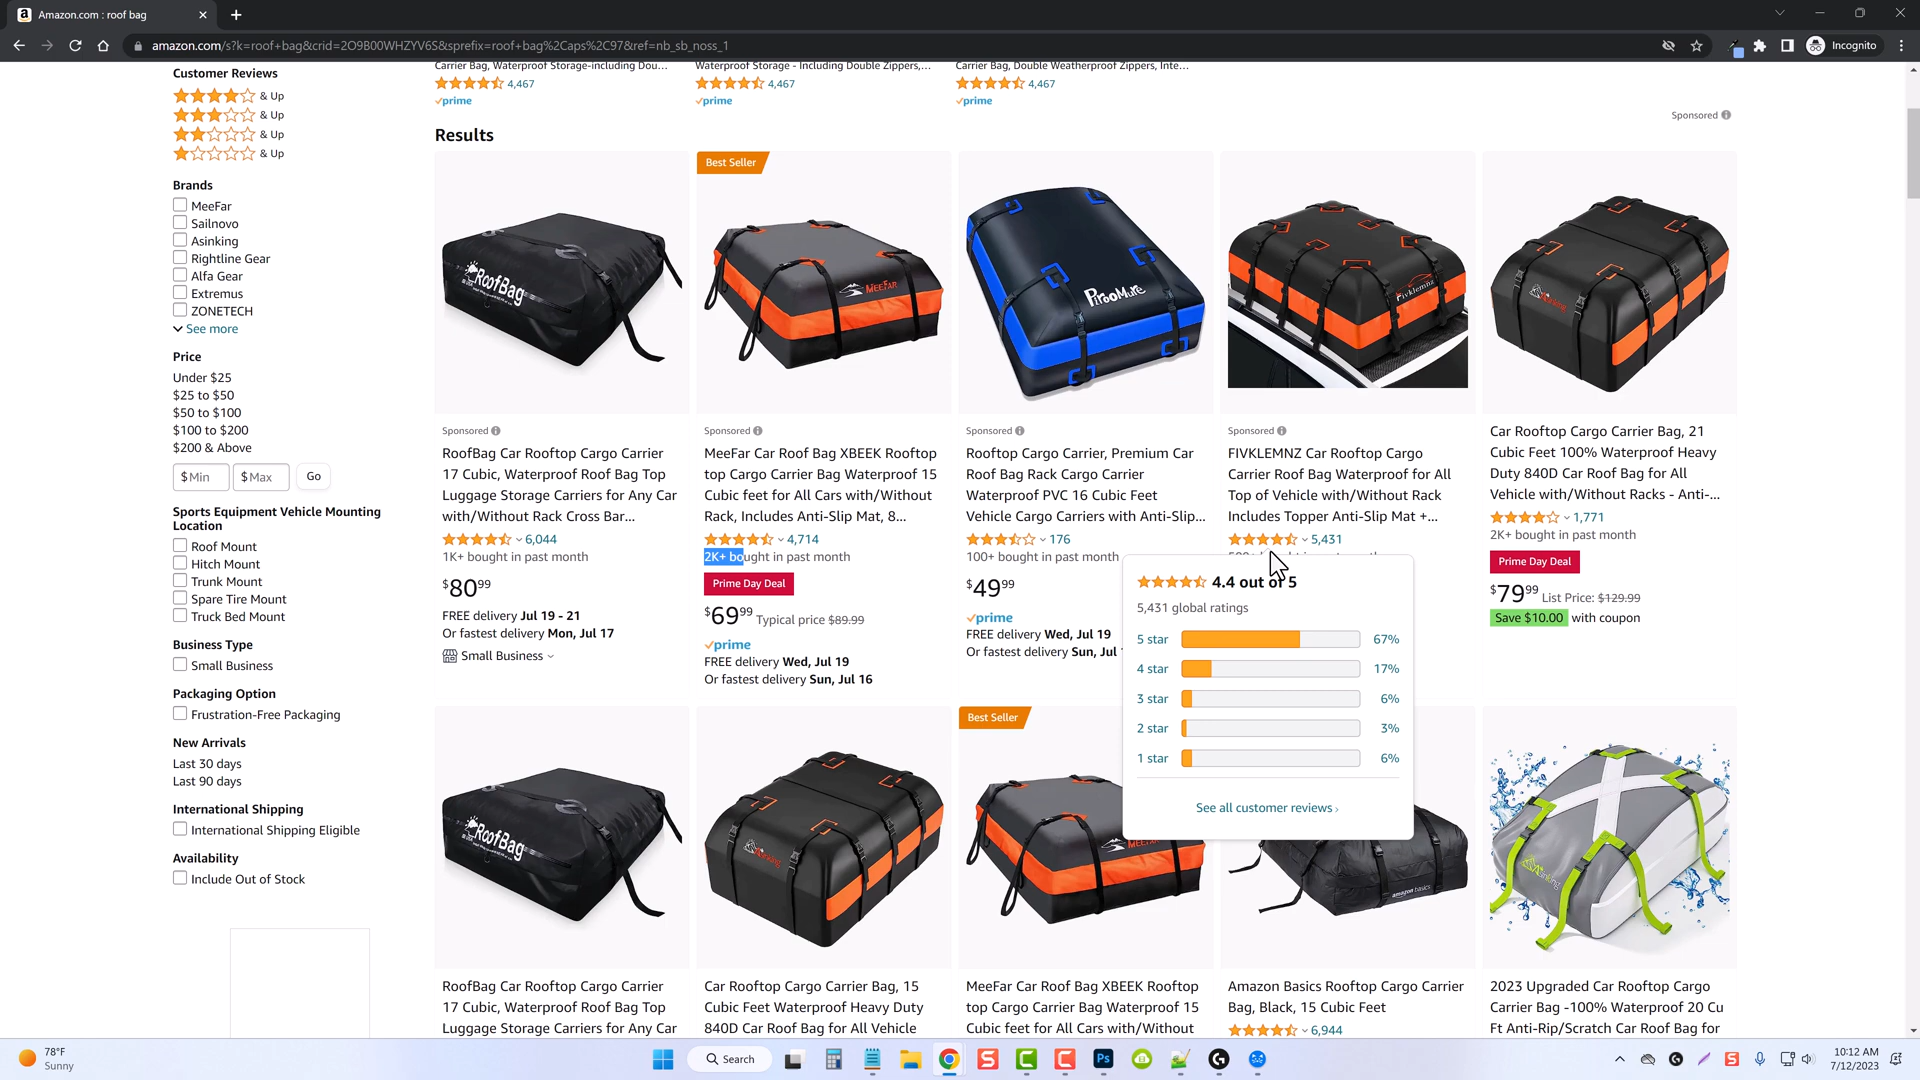 Amazon.com : roof bag
amazon.com/s?k=roof+bag&crid=2O9B00WHZYV6S&sprefix=roof+bag%2Caps%2C97&ref=nb_sb_noss_1
Incognito
Customer Reviews
& Up
& Up
& Up
& Up
Brands
MeeFar
Sailnovo
Asinking
Rightline Gear
Alfa Gear
Extremus
ZONETECH
See more
Price
Under $25
$25 to $50
$50 to $100
$100 to $200
$200 & Above
$ Min
$ Max
Go
Sports Equipment Vehicle Mounting
Location
Roof Mount
Hitch Mount
Trunk Mount
Spare Tire Mount
Truck Bed Mount
Business Type
Small Business
Packaging Option
Frustration-Free Packaging
New Arrivals
Last 30 days
Last 90 days
International Shipping
International Shipping Eligible
Availability
Include Out of Stock
Carrier Bag, Waterproof Storage-including Dou...
4,467
prime
Waterproof Storage - Including Double Zippers,...
4,467
prime
Carrier Bag, Double Weatherproof Zippers, Inte...
4,467
prime
Sponsored
Results
RoofBag
Sponsored
RoofBag Car Rooftop Cargo Carrier
17 Cubic, Waterproof Roof Bag Top
Luggage Storage Carriers for Any Car
with/Without Rack Cross Bar...
6,044
1K+ bought in past month
$80.99
FREE delivery Jul 19 - 21
Or fastest delivery Mon, Jul 17
Small Business
Best Seller
MEEFAR
Sponsored
MeeFar Car Roof Bag XBEEK Rooftop
top Cargo Carrier Bag Waterproof 15
Cubic feet for All Cars with/Without
Rack, Includes Anti-Slip Mat, 8...
4,714
2K+ bought in past month
Prime Day Deal
$69.99 Typical price $89.99
prime
FREE delivery Wed, Jul 19
Or fastest delivery Sun, Jul 16
PirooMute
Sponsored
Rooftop Cargo Carrier, Premium Car
Roof Bag Rack Cargo Carrier
Waterproof PVC 16 Cubic Feet
Vehicle Cargo Carriers with Anti-Slip...
176
100+ bought in past month
$49.99
prime
FREE delivery Wed, Jul 19
Or fastest delivery Sun, Jul
Fivklemnz
Sponsored
FIVKLEMNZ Car Rooftop Cargo
Carrier Roof Bag Waterproof for All
Top of Vehicle with/Without Rack
Includes Topper Anti-Slip Mat +...
5,431
4.4 out of 5
5,431 global ratings
5 star 67%
4 star 17%
3 star 6%
2 star 3%
1 star 6%
See all customer reviews ›
Car Rooftop Cargo Carrier Bag, 21
Cubic Feet 100% Waterproof Heavy
Duty 840D Car Roof Bag for All
Vehicle with/Without Racks - Anti-...
1,771
2K+ bought in past month
Prime Day Deal
$79.99 List Price: $129.99
Save $10.00 with coupon
RoofBag
RoofBag Car Rooftop Cargo Carrier
17 Cubic, Waterproof Roof Bag Top
Luggage Storage Carriers for Any Car
Car Rooftop Cargo Carrier Bag, 15
Cubic Feet Waterproof Heavy Duty
840D Car Roof Bag for All Vehicle
Best Seller
MEEFAR
MeeFar Car Roof Bag XBEEK Rooftop
top Cargo Carrier Bag Waterproof 15
Cubic feet for All Cars with/Without
amazon basics
Amazon Basics Rooftop Cargo Carrier
Bag, Black, 15 Cubic Feet
6,944
2023 Upgraded Car Rooftop Cargo
Carrier Bag -100% Waterproof 20 Cu
Ft Anti-Rip/Scratch Car Roof Bag for
78°F
Sunny
Search
10:12 AM
7/12/2023